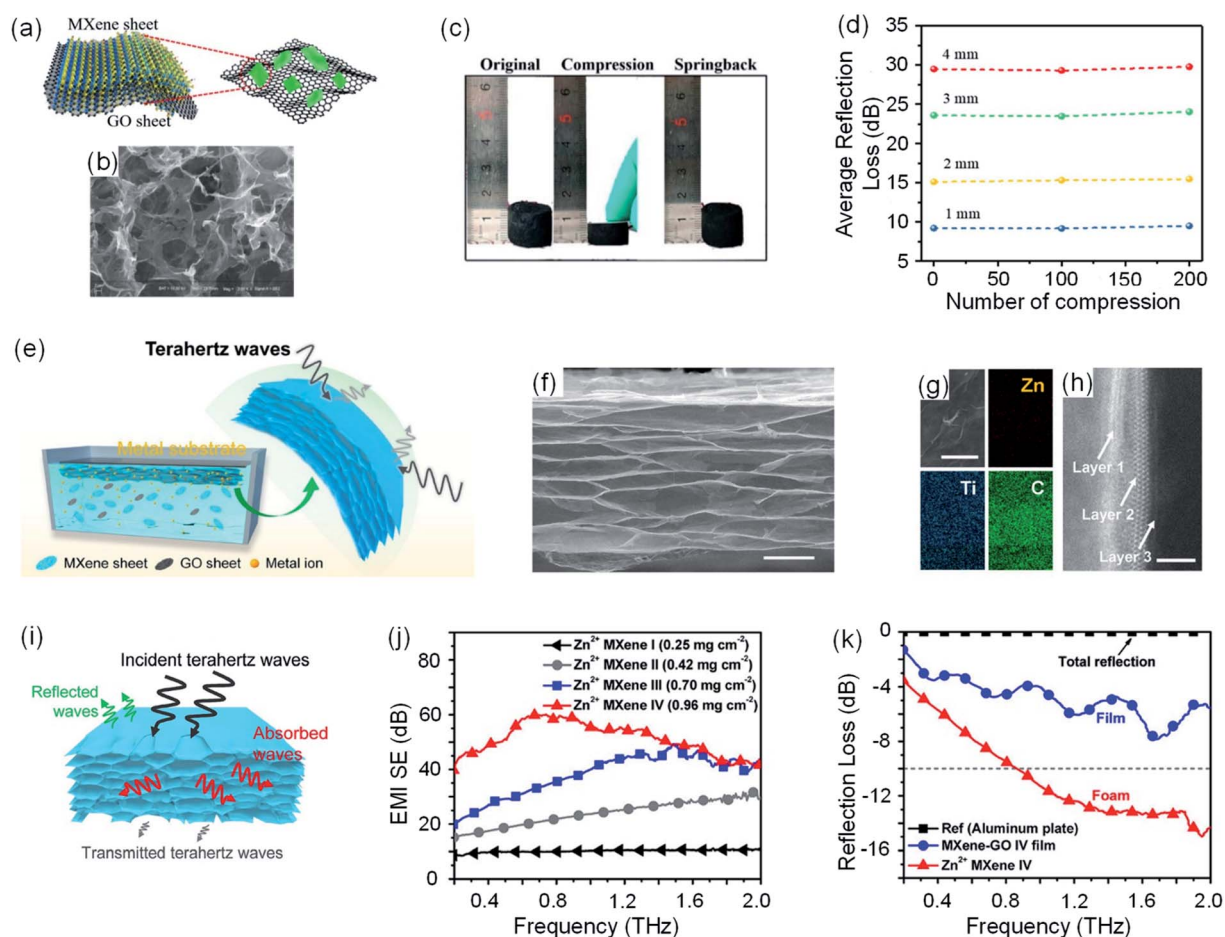 (a)
MXene sheet
GO sheet
(b)
(c)
Original Compression Springback
(d)
Average Reflection
Loss (dB)
35
30
25
20
15
10
5
4 mm
3 mm
2 mm
1 mm
0 50 100 150 200
Number of compression
(e)
Terahertz waves
Metal substrate
MXene sheet GO sheet Metal ion
(f)
(g)
Zn
Ti
C
(h)
Layer 1
Layer 2
Layer 3
(i)
Incident terahertz waves
Reflected
waves
Absorbed
waves
Transmitted terahertz waves
(j)
EMI SE (dB)
80
60
40
20
0
Zn2+ MXene I (0.25 mg cm-2)
Zn2+ MXene II (0.42 mg cm-2)
Zn2+ MXene III (0.70 mg cm-2)
Zn2+ MXene IV (0.96 mg cm-2)
0.4 0.8 1.2 1.6 2.0
Frequency (THz)
(k)
Reflection Loss (dB)
0
-4
-8
-12
-16
Total reflection
Film
Foam
Ref (Aluminum plate)
MXene-GO IV film
Zn2+ MXene IV
0.4 0.8 1.2 1.6 2.0
Frequency (THz)